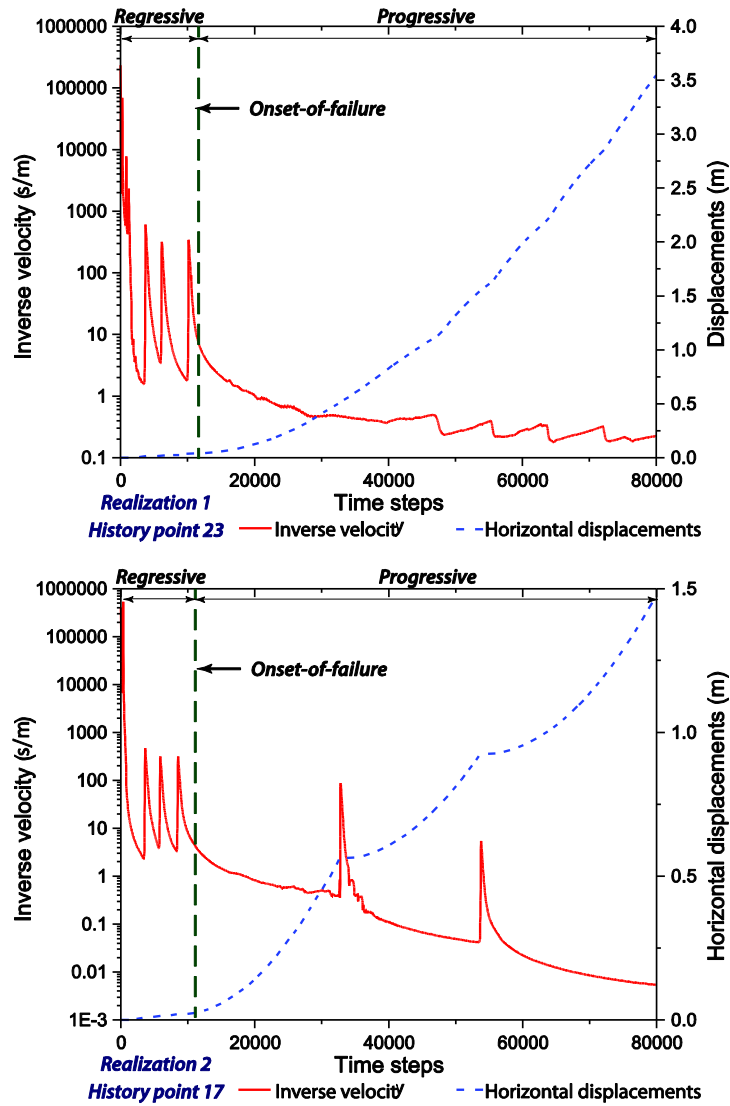 Regressive Progressive
1000000
100000
10000
1000
100
10
1
0.1
Inverse velocity (s/m)
Onset-of-failure
4.0
3.5
3.0
2.5
2.0
1.5
1.0
0.5
0.0
Displacements (m)
0 20000 40000 60000 80000
Realization 1 Time steps
History point 23 Inverse velocity Horizontal displacements
Regressive Progressive
1000000
100000
10000
1000
100
10
1
0.1
0.01
1E-3
Inverse velocity (s/m)
Onset-of-failure
1.5
1.0
0.5
0.0
Horizontal displacements (m)
0 20000 40000 60000 80000
Realization 2 Time steps
History point 17 Inverse velocity Horizontal displacements